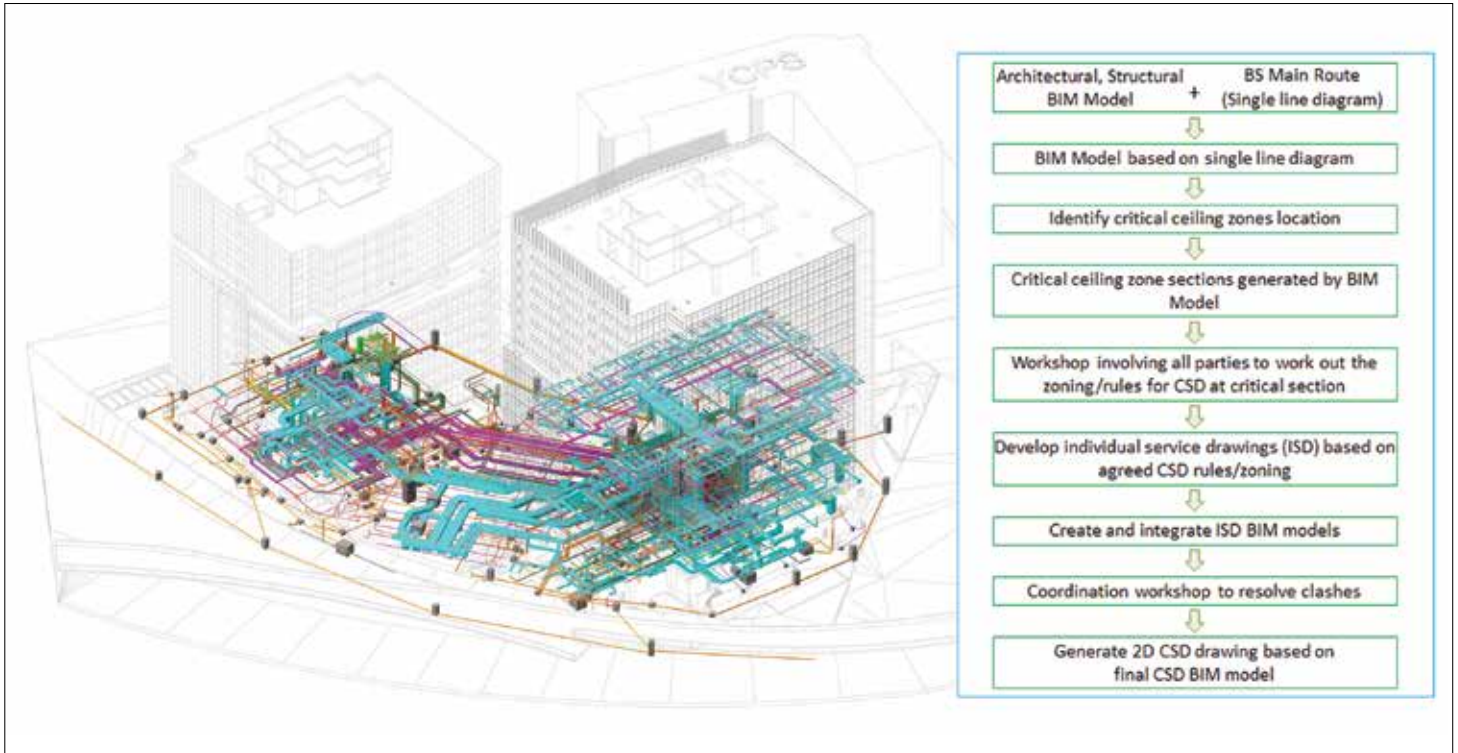 YCPS
Architectural, Structural
BIM Model
+
BS Main Route
(Single line diagram)
BIM Model based on single line diagram
Identify critical ceiling zones location
Critical ceiling zone sections generated by BIM
Model
Workshop involving all parties to work out the
zoning/rules for CSD at critical section
Develop individual service drawings (ISD) based on
agreed CSD rules/zoning
Create and integrate ISD BIM models
Coordination workshop to resolve clashes
Generate 2D CSD drawing based on
final CSD BIM model